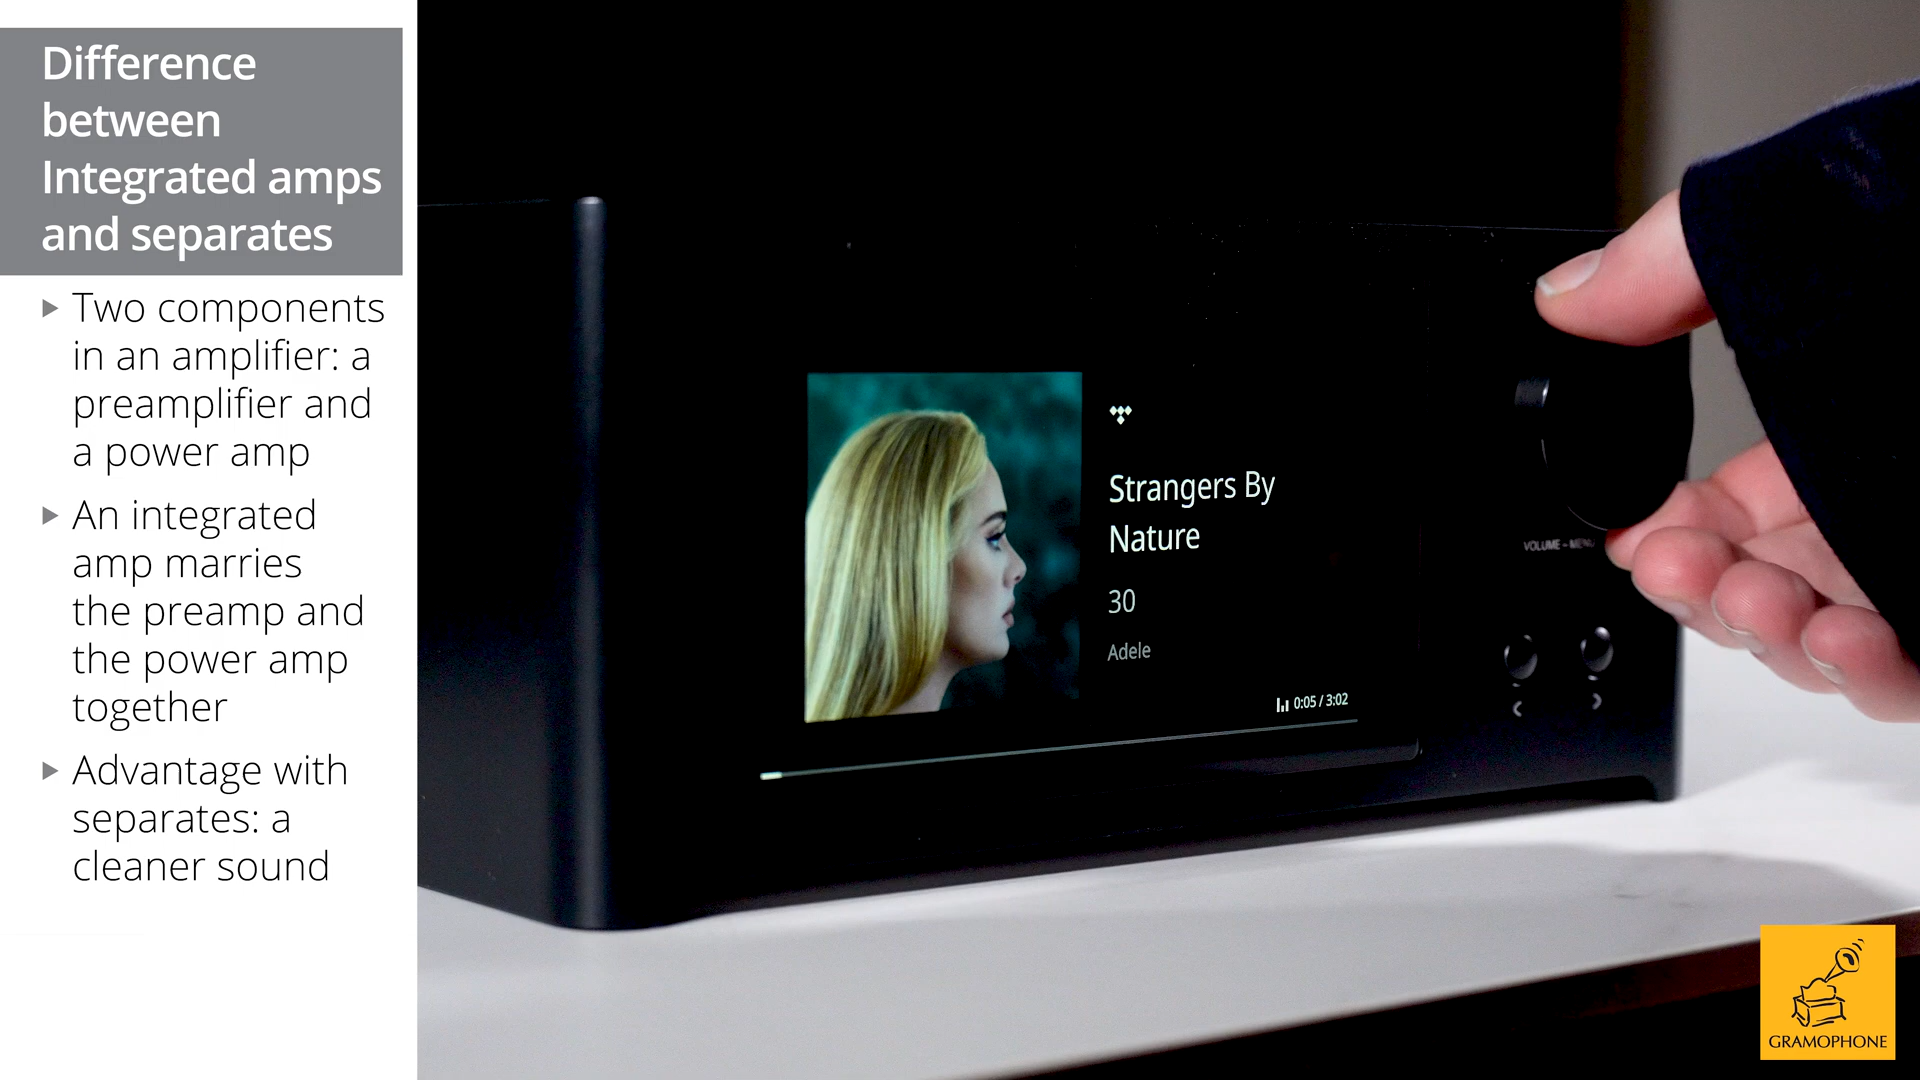 Difference
between
Integrated amps
and separates
Two components
in an amplifier: a
preamplifier and
a power amp
An integrated
amp marries
the preamp and
the power amp
together
Advantage with
separates: a
cleaner sound
Strangers By
Nature
30
Adele
0:05 / 3:02
VOLUME – MENU
GRAMOPHONE